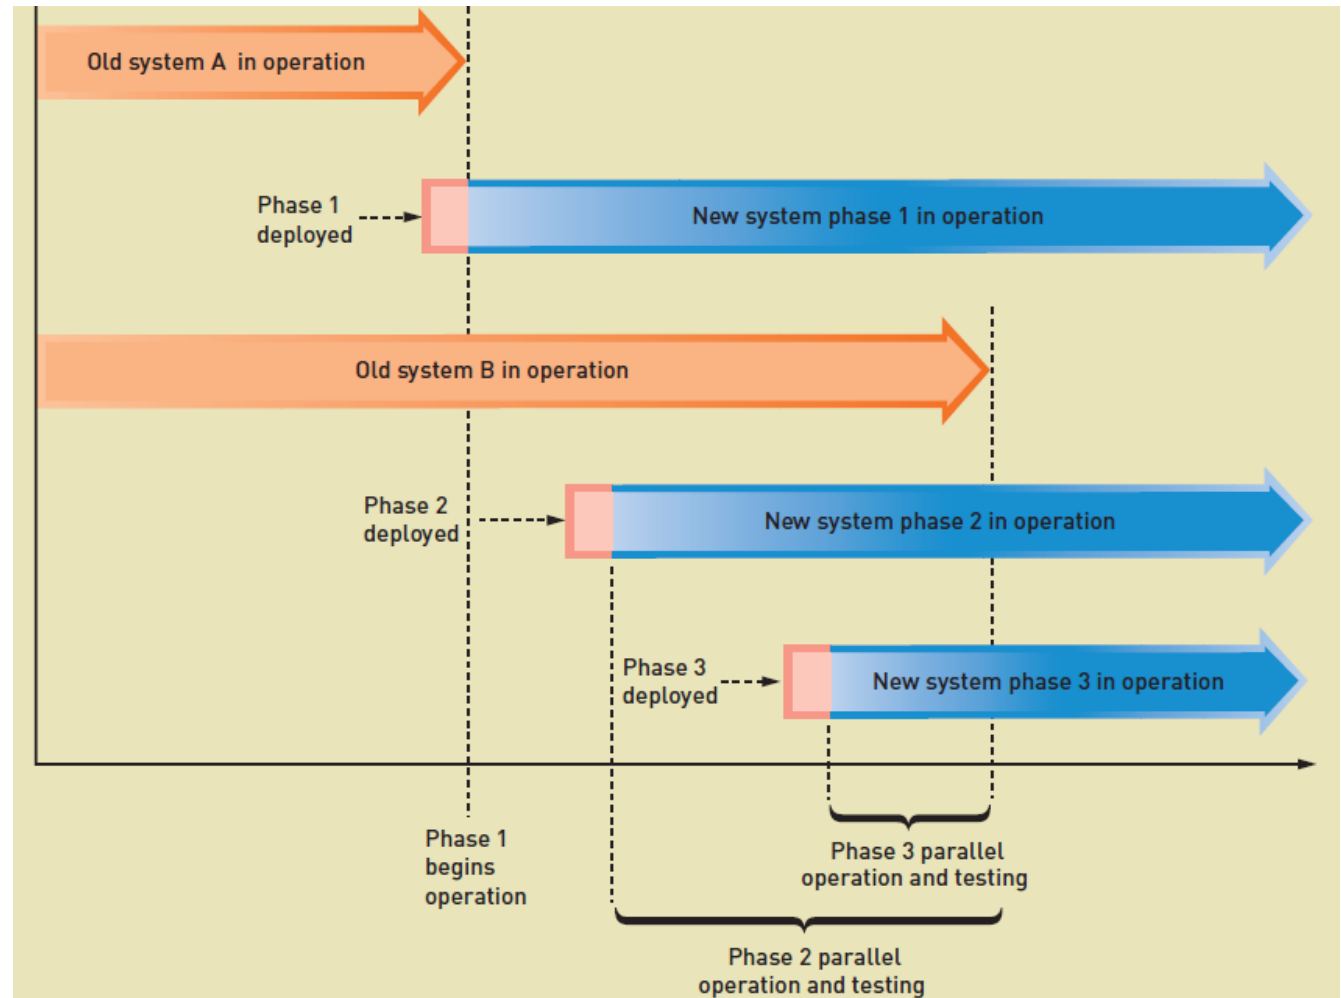 Old system A in operation
Phase 1
deployed
New system phase 1 in operation
Old system B in operation
Phase 2
deployed
New system phase 2 in operation
Phase 3
deployed
New system phase 3 in operation
Phase 1
begins
operation
Phase 3 parallel
operation and testing
Phase 2 parallel
operation and testing